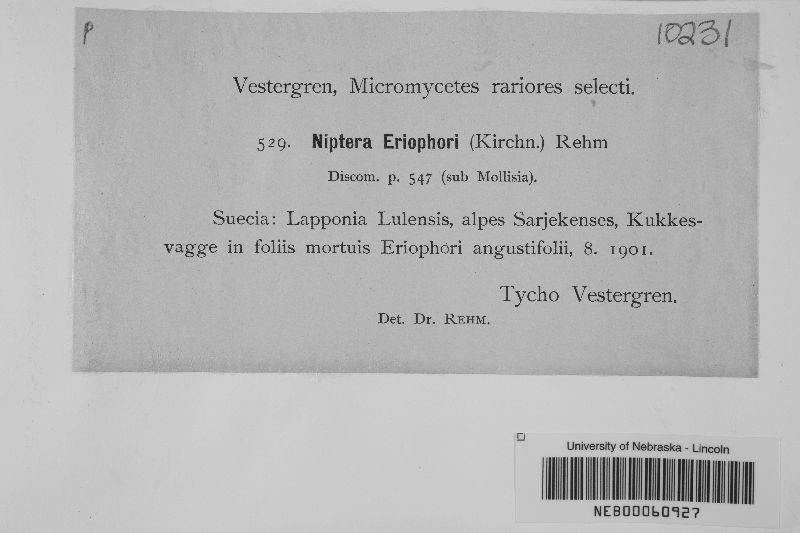 P 10231
Vestergren, Micromycetes rariores selecti.
529. Niptera Eriophori (Kirchn.) Rehm
Discom. p. 547 (sub Mollisia).
Suecia: Lapponia Lulensis, alpes Sarjekenses, Kukkes-
vagge in foliis mortuis Eriophori angustifolii, 8. 1901.
Tycho Vestergren.
Det. Dr. REHM.
University of Nebraska - Lincoln
NEB00060927